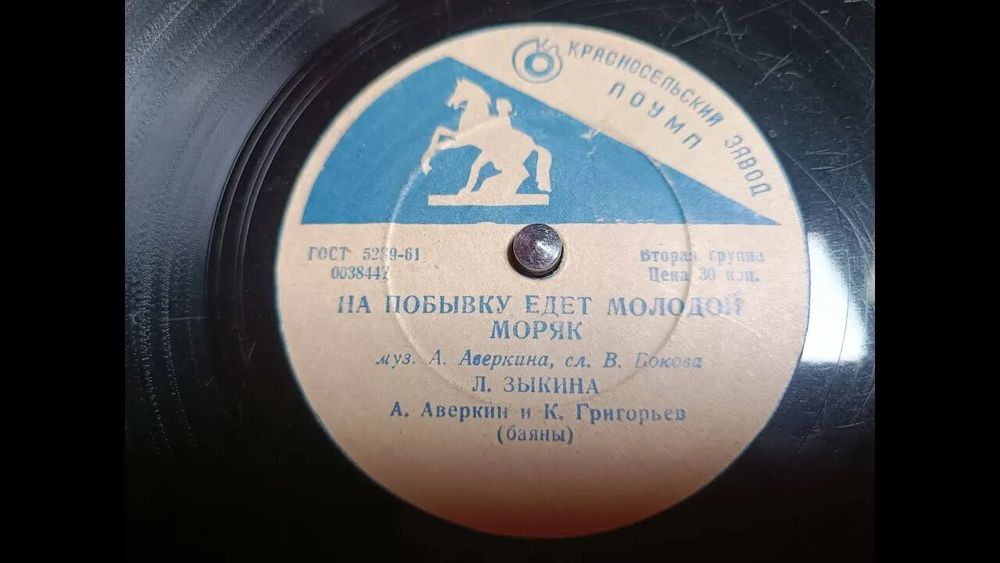 КРАСНОСЕЛЬСКИЙ ЗАВОД
ЛОУМП
ГОСТ 5289-61
0038447
Вторая группа
Цена 30 коп.
НА ПОБЫВКУ ЕДЕТ МОЛОДОЙ
МОРЯК
муз. А. Аверкина, сл. В. Бокова
Л. ЗЫКИНА
А. Аверкин и К. Григорьев
(баяны)